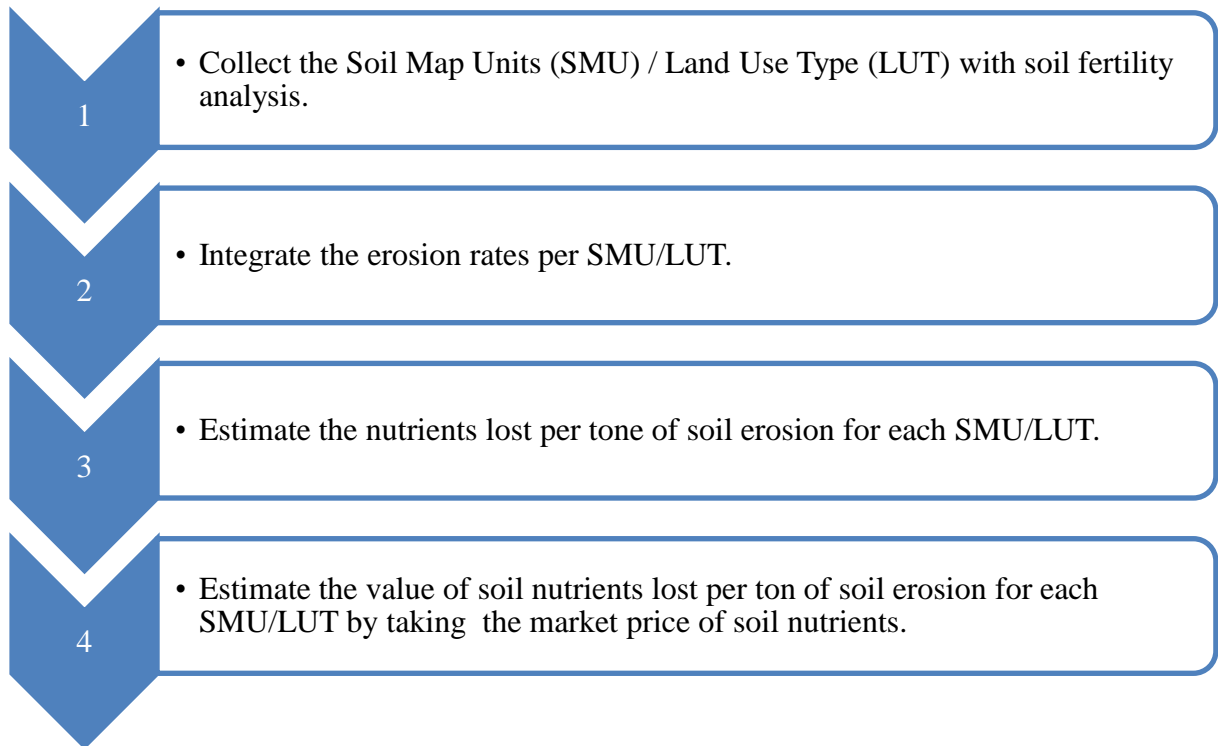 1
• Collect the Soil Map Units (SMU) / Land Use Type (LUT) with soil fertility
analysis.
2
• Integrate the erosion rates per SMU/LUT.
3
• Estimate the nutrients lost per tone of soil erosion for each SMU/LUT.
4
• Estimate the value of soil nutrients lost per ton of soil erosion for each
SMU/LUT by taking  the market price of soil nutrients.